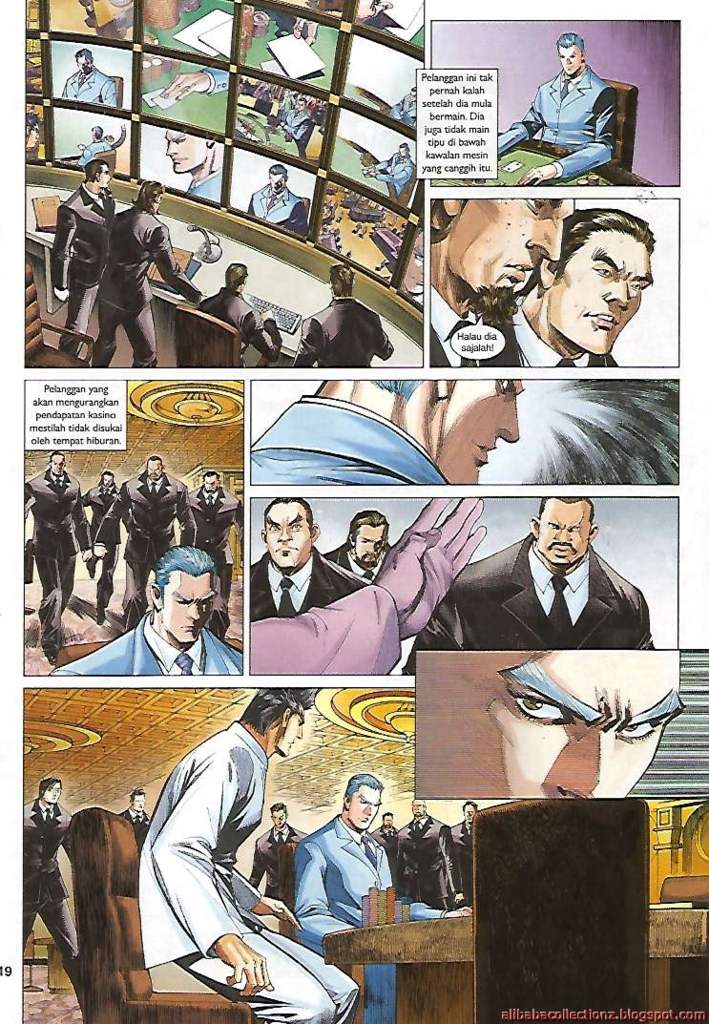 Pelanggan ini tak
pernah kalah
setelah dia mula
bermain. Dia
juga tidak main
di bawah
kawalan mesin
yang canggih itu.
Halau dia
sajalah!
Pelanggan yang
akan mengurangkan
pendapatan kasino
mestilah tidak disukai
oleh tempat hiburan.
19
alibabacollectionz.blogspot.com